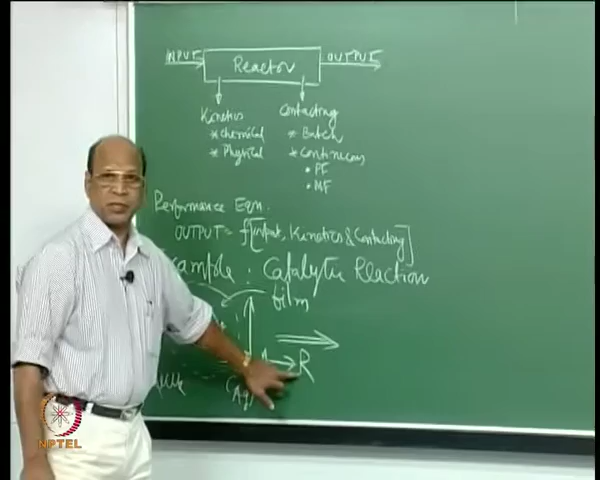 INPUT Reactor OUTPUT
Kinetics Contacting
* Chemical * Batch
* Physical * Continuous
• PF
• MF
Performance Eqn.
OUTPUT = f[input, Kinetics & Contacting]
Example : Catalytic Reaction
film
A → R
NPTEL